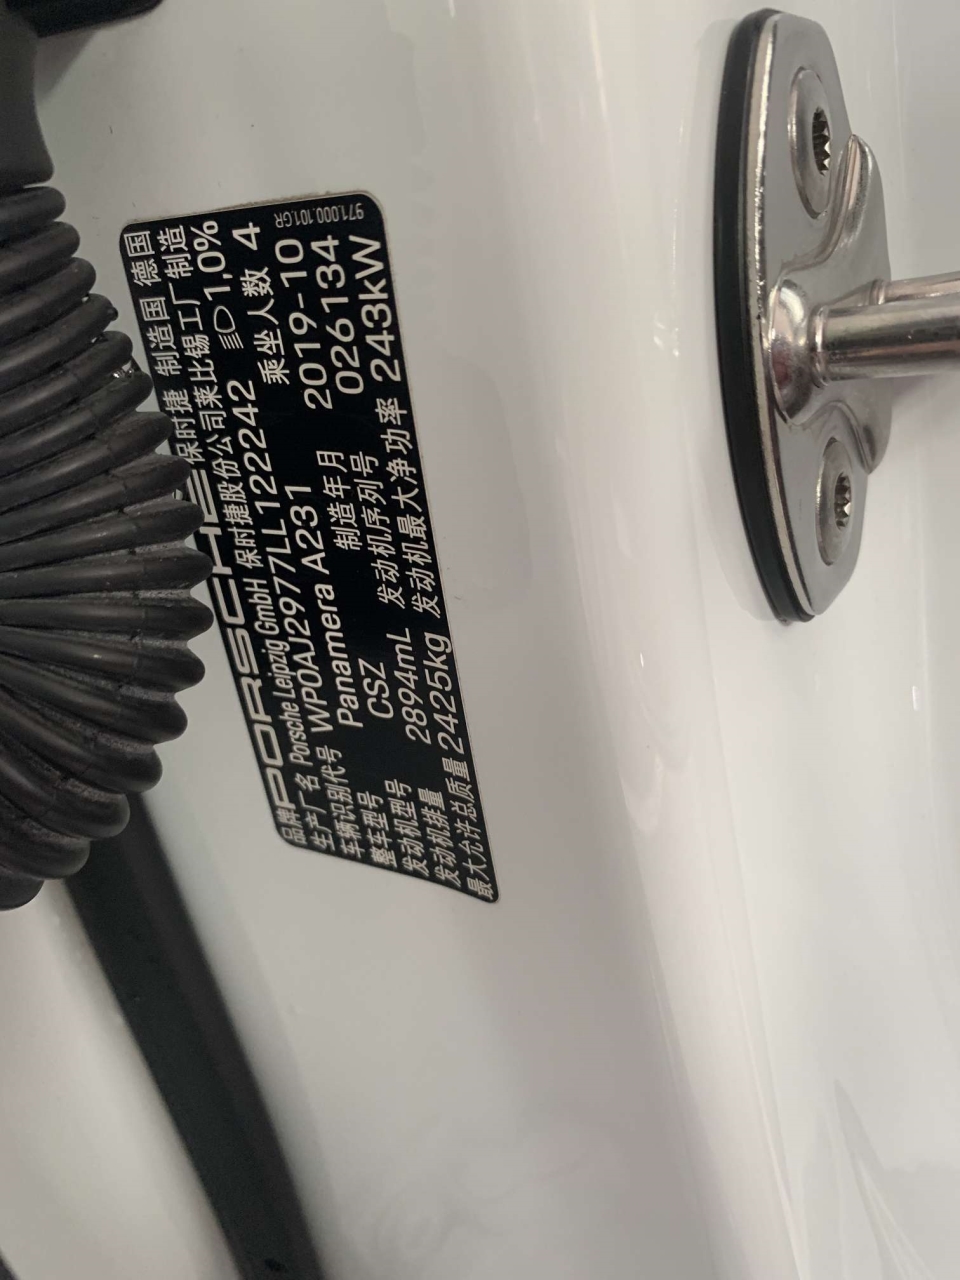 品牌 PORSCHE 保时捷 制造国 德国
生产厂名 Porsche Leipzig GmbH 保时捷股份公司莱比锡工厂制造
车辆识别代号 WP0AJ2977LL122242 1,0%
整车型号 Panamera A231 乘坐人数 4
发动机型号 CSZ 制造年月 2019-10
发动机排量 2894mL 发动机序列号 026134
最大允许总质量 2425kg 发动机最大净功率 243kW
971.000.101.GR